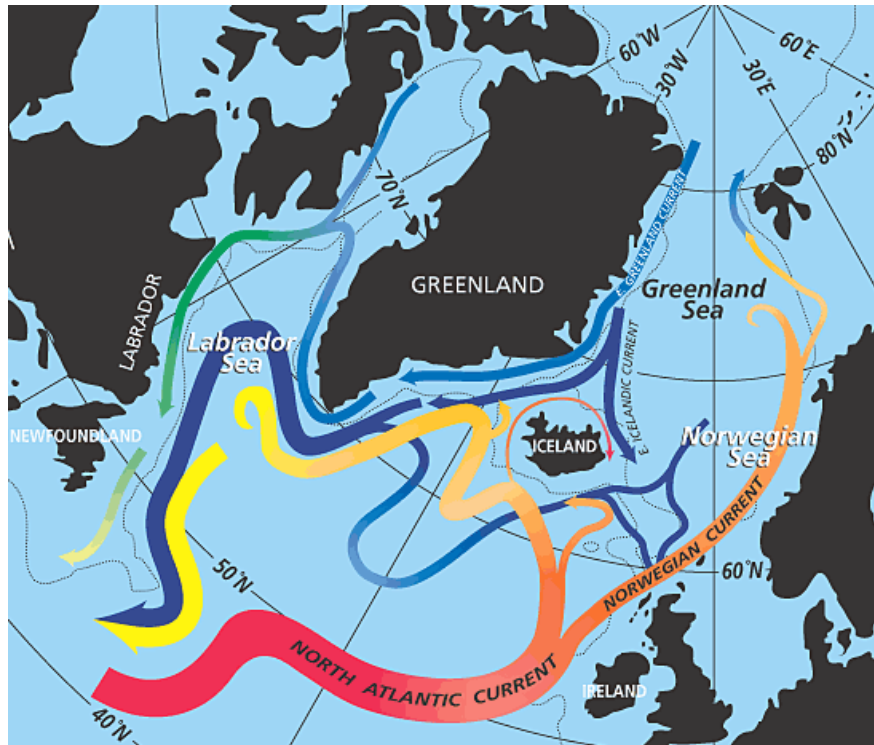 60°W
30°W
60°E
30°E
80°N
70°N
E. GREENLAND CURRENT
GREENLAND
Greenland
Sea
LABRADOR
Labrador
Sea
E. ICELANDIC CURRENT
NEWFOUNDLAND
ICELAND
Norwegian
Sea
NORWEGIAN CURRENT
50°N
60°N
NORTH ATLANTIC CURRENT
IRELAND
40°N